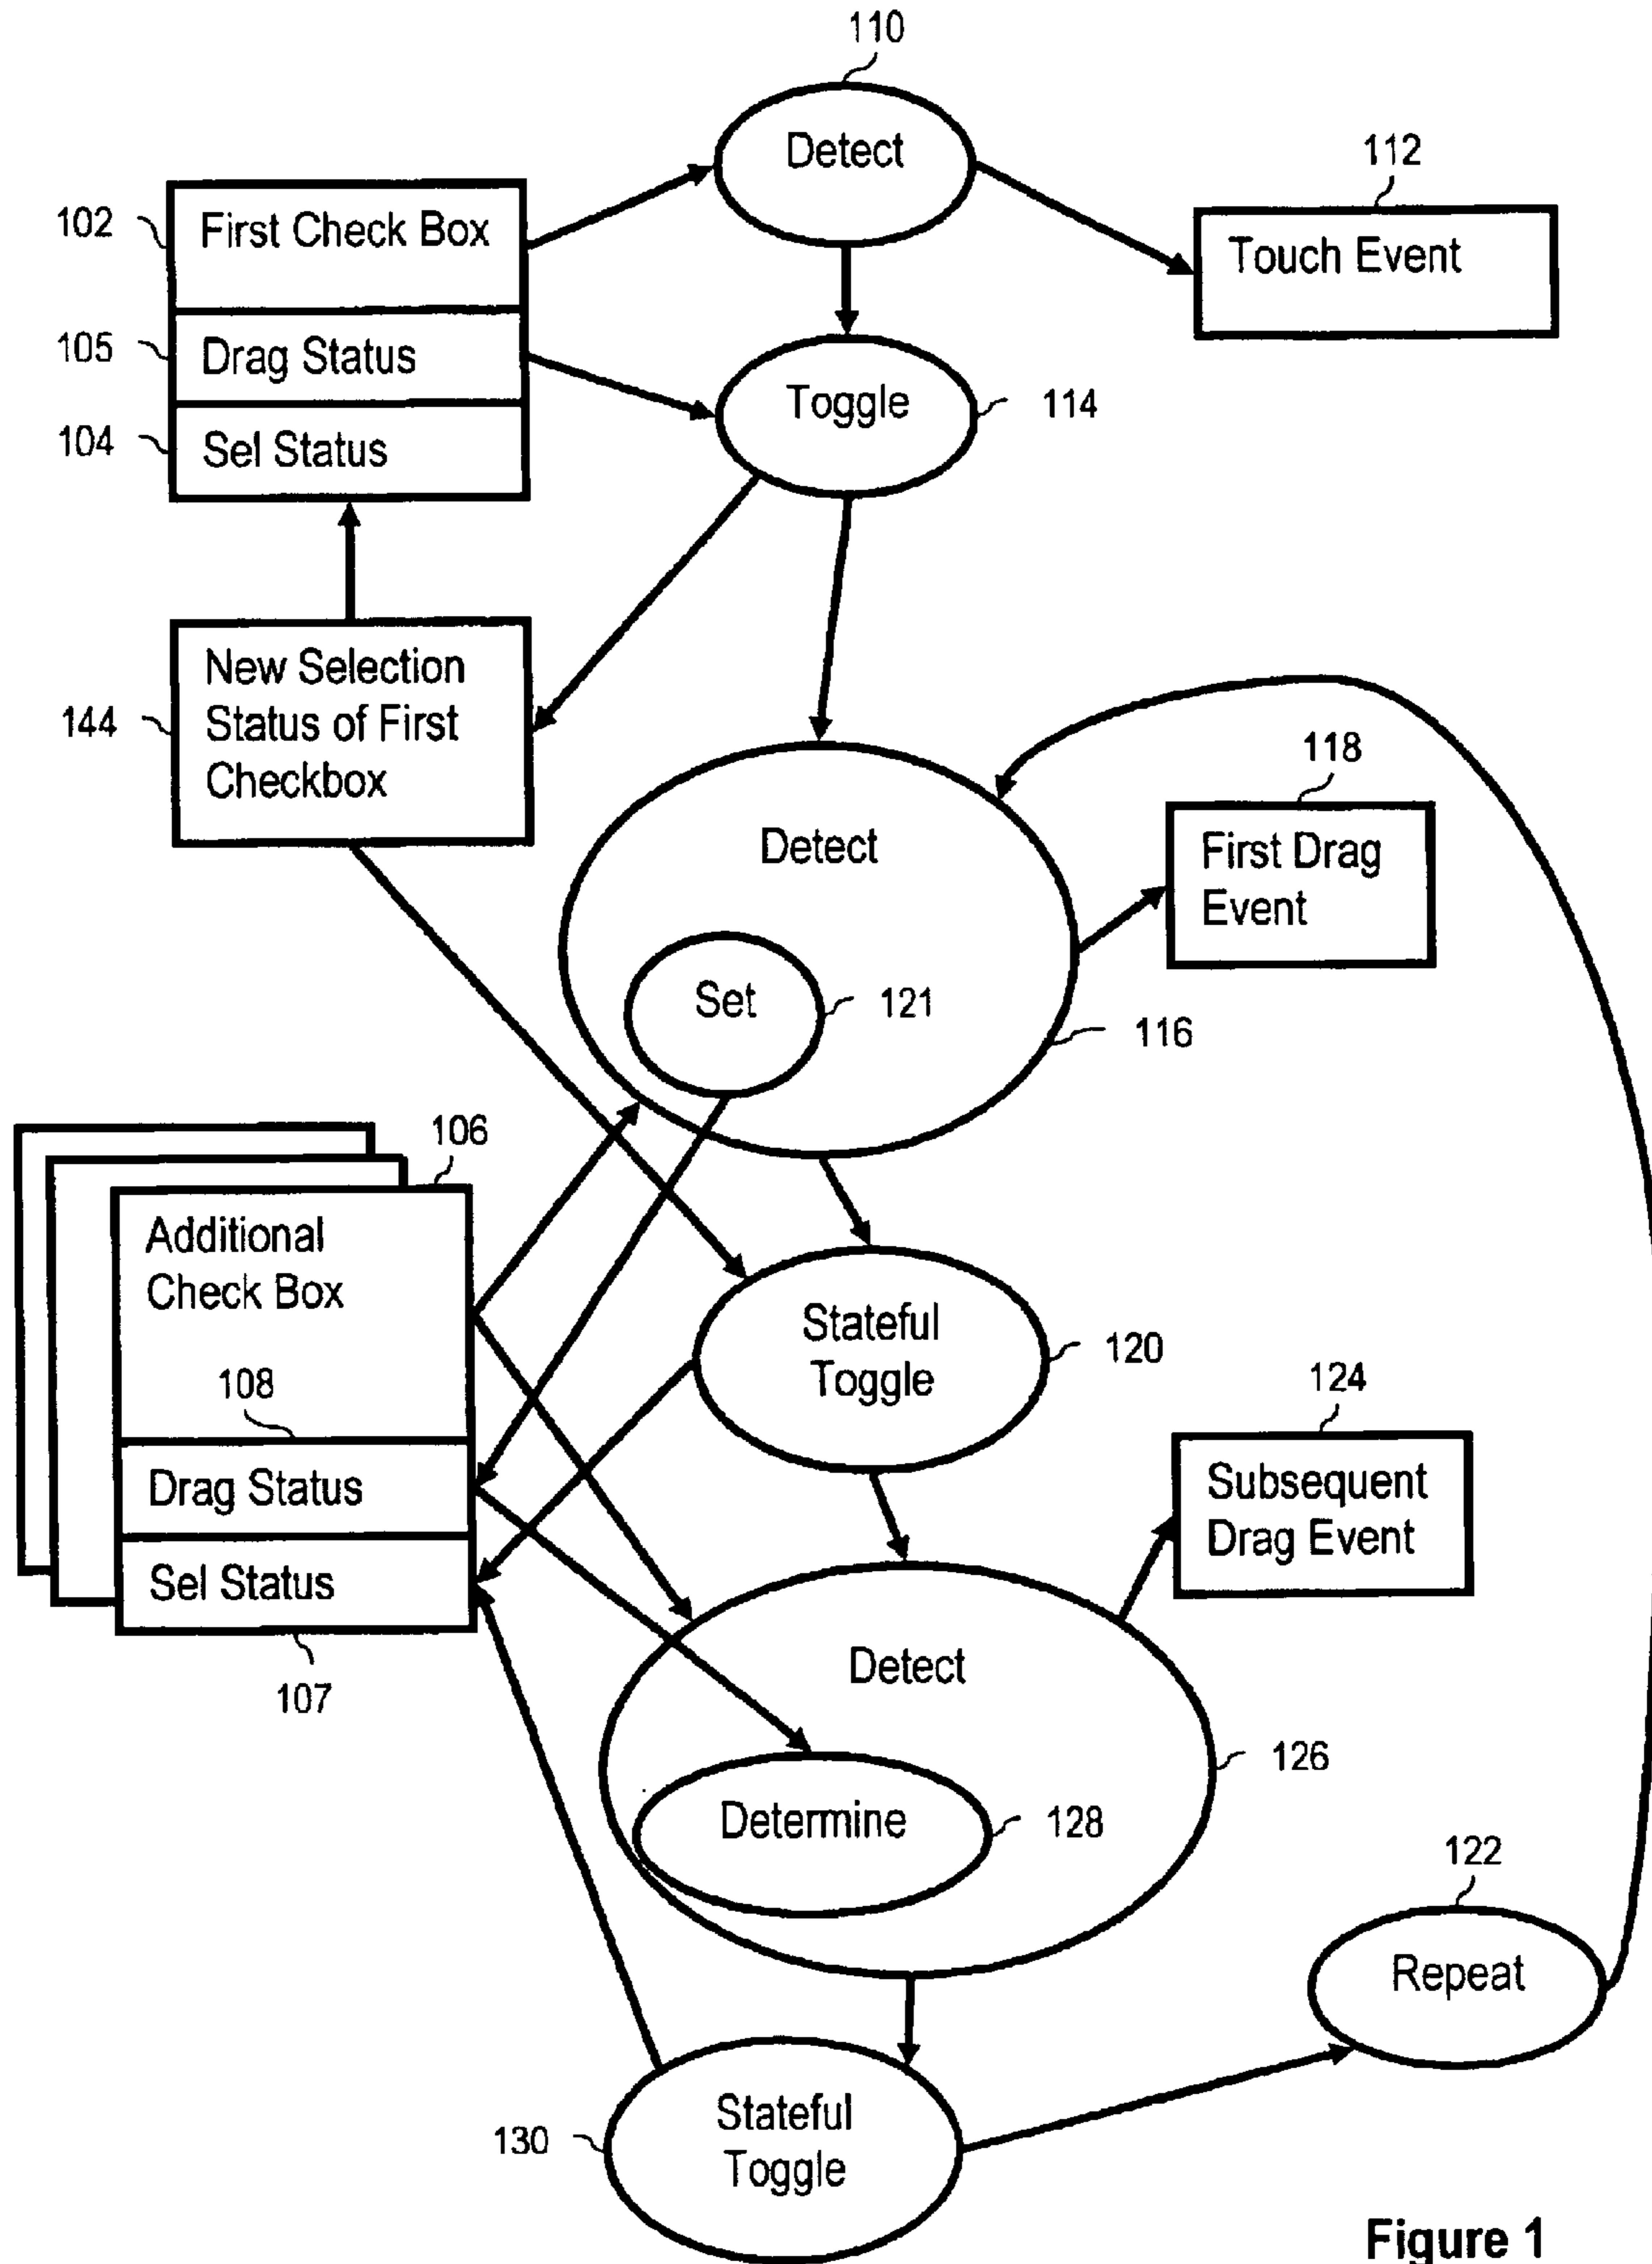 110
Detect
112
Touch Event
102
First Check Box
105
Drag Status
104
Sel Status
Toggle
114
144
New Selection
Status of First
Checkbox
118
First Drag
Event
Detect
Set
121
116
106
Additional
Check Box
108
Drag Status
Sel Status
107
Stateful
Toggle
120
124
Subsequent
Drag Event
Detect
126
Determine
128
122
Repeat
130
Stateful
Toggle
Figure 1